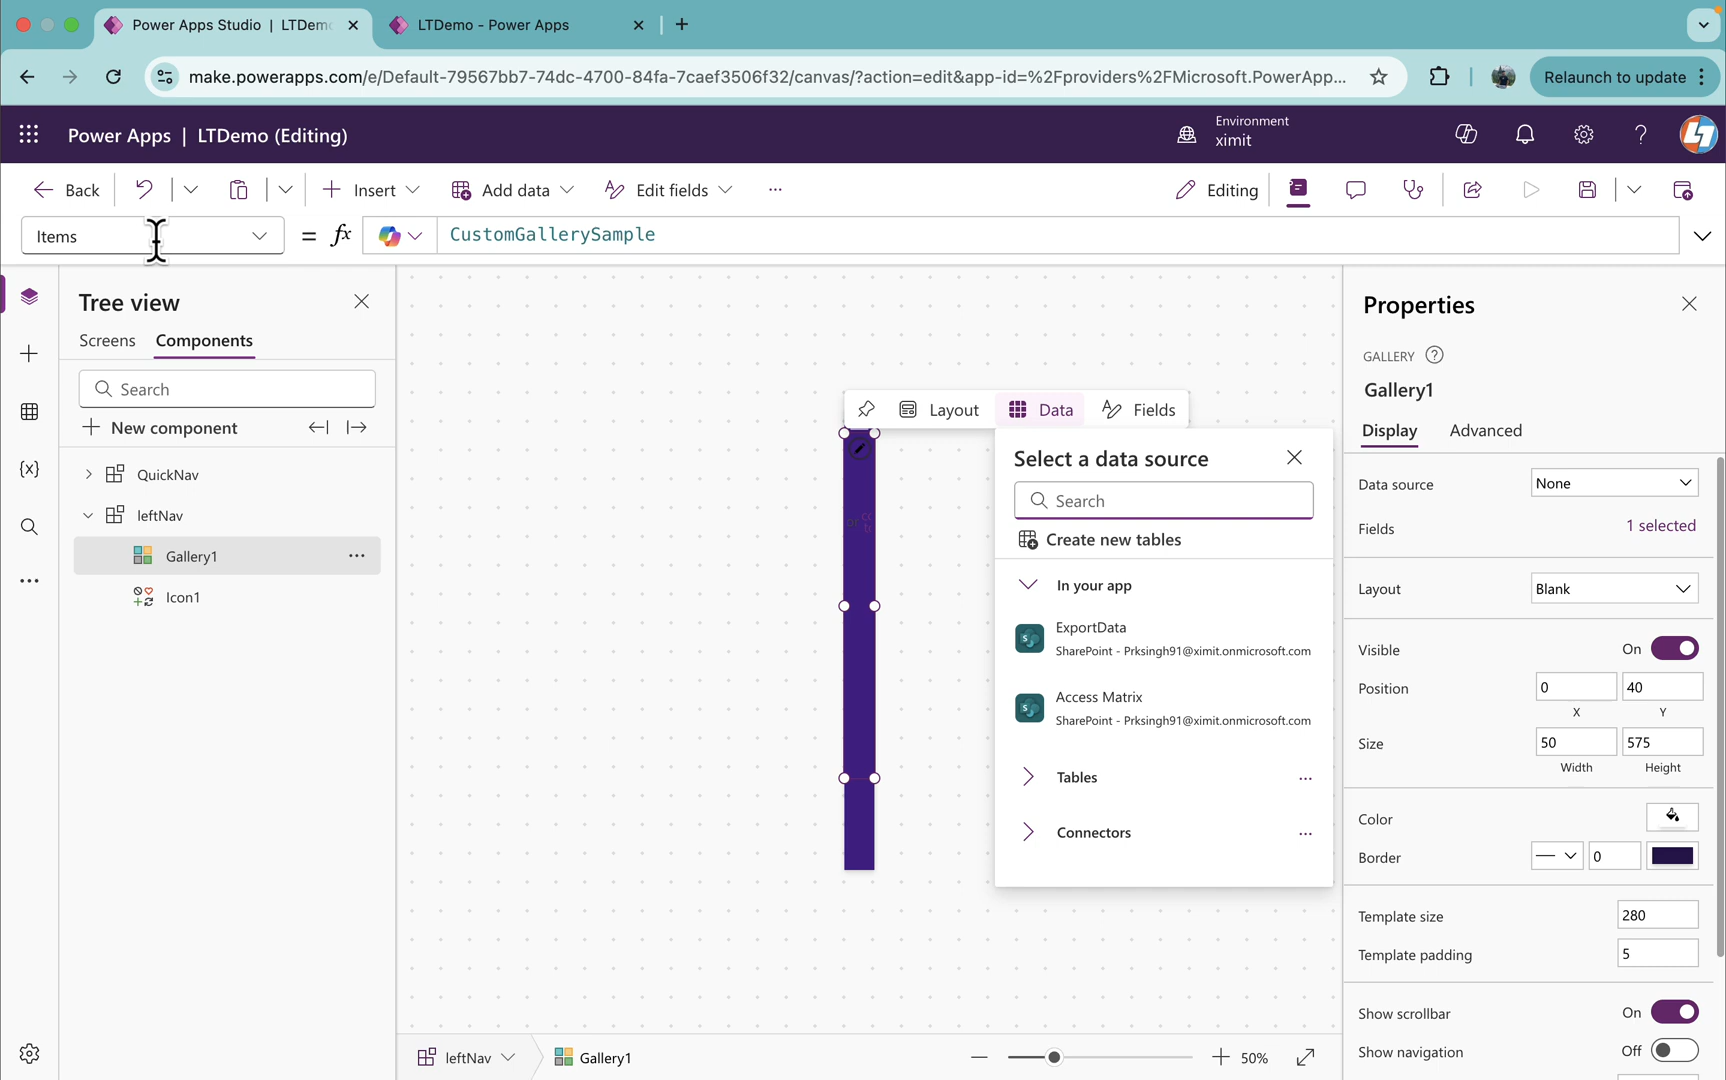 Power Apps Studio | LTDemo
LTDemo - Power Apps
make.powerapps.com/e/Default-79567bb7-74dc-4700-84fa-7caef3506f32/canvas/?action=edit&app-id=%2Fproviders%2FMicrosoft.PowerApp...
Relaunch to update
Power Apps | LTDemo (Editing)
Environment
ximit
Back
Insert
Add data
Edit fields
...
Editing
Items
= fx
CustomGallerySample
Tree view
Screens
Components
Search
New component
QuickNav
leftNav
Gallery1
...
Icon1
Layout
Data
Fields
Select a data source
Search
Create new tables
In your app
ExportData
SharePoint - Prksingh91@ximit.onmicrosoft.com
Access Matrix
SharePoint - Prksingh91@ximit.onmicrosoft.com
Tables
...
Connectors
...
Properties
GALLERY
Gallery1
Display
Advanced
Data source
None
Fields
1 selected
Layout
Blank
Visible
On
Position
0
40
X
Y
Size
50
575
Width
Height
Color
Border
0
Template size
280
Template padding
5
Show scrollbar
On
Show navigation
Off
leftNav
Gallery1
50%